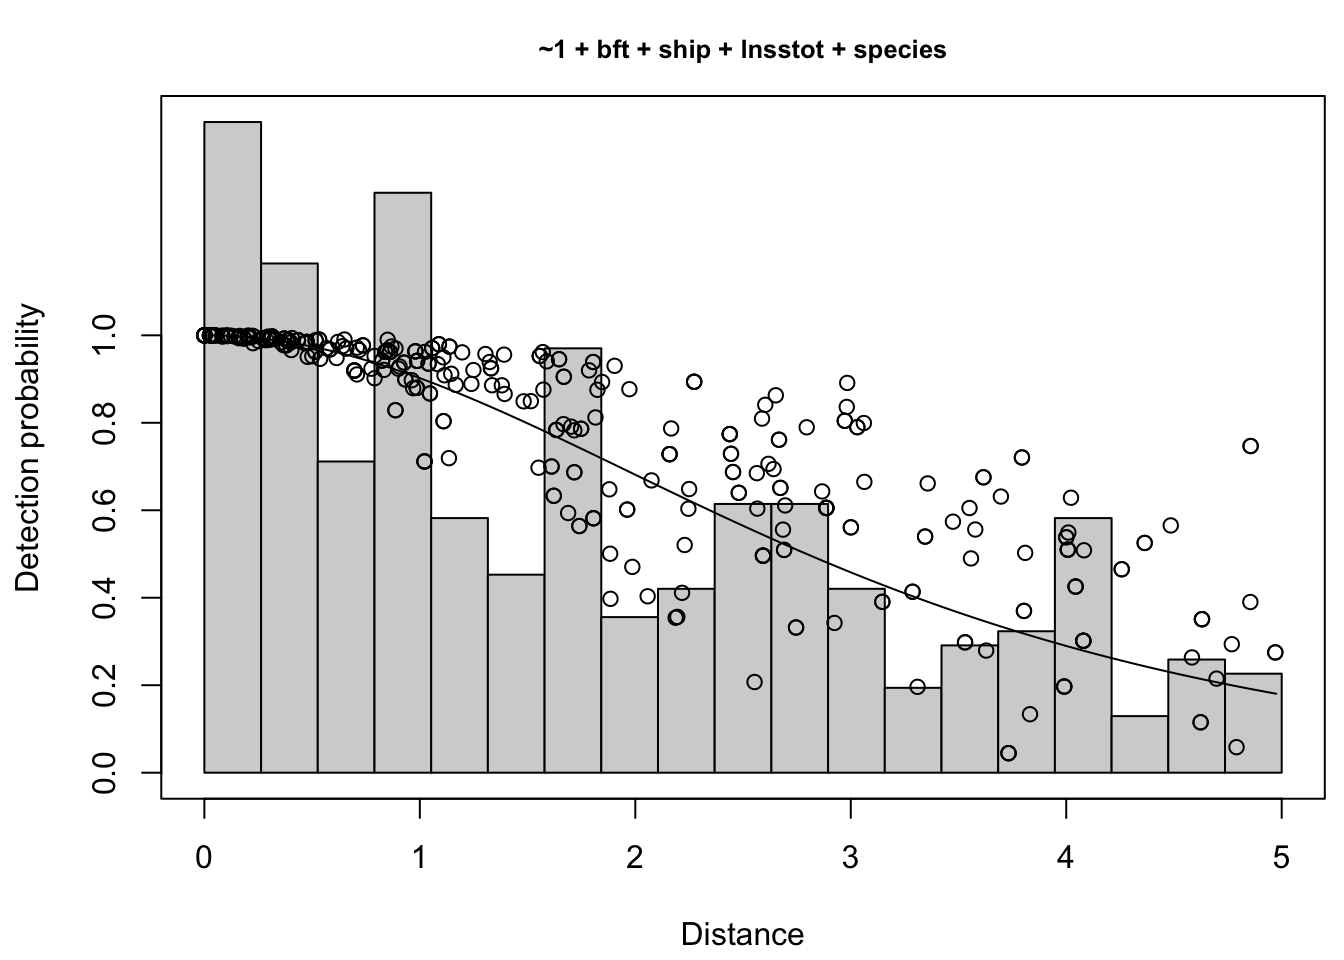 ~1 + bft + ship + lnsstot + species
Detection probability
1.0
0.8
0.6
0.4
0.2
0.0
0 1 2 3 4 5
Distance